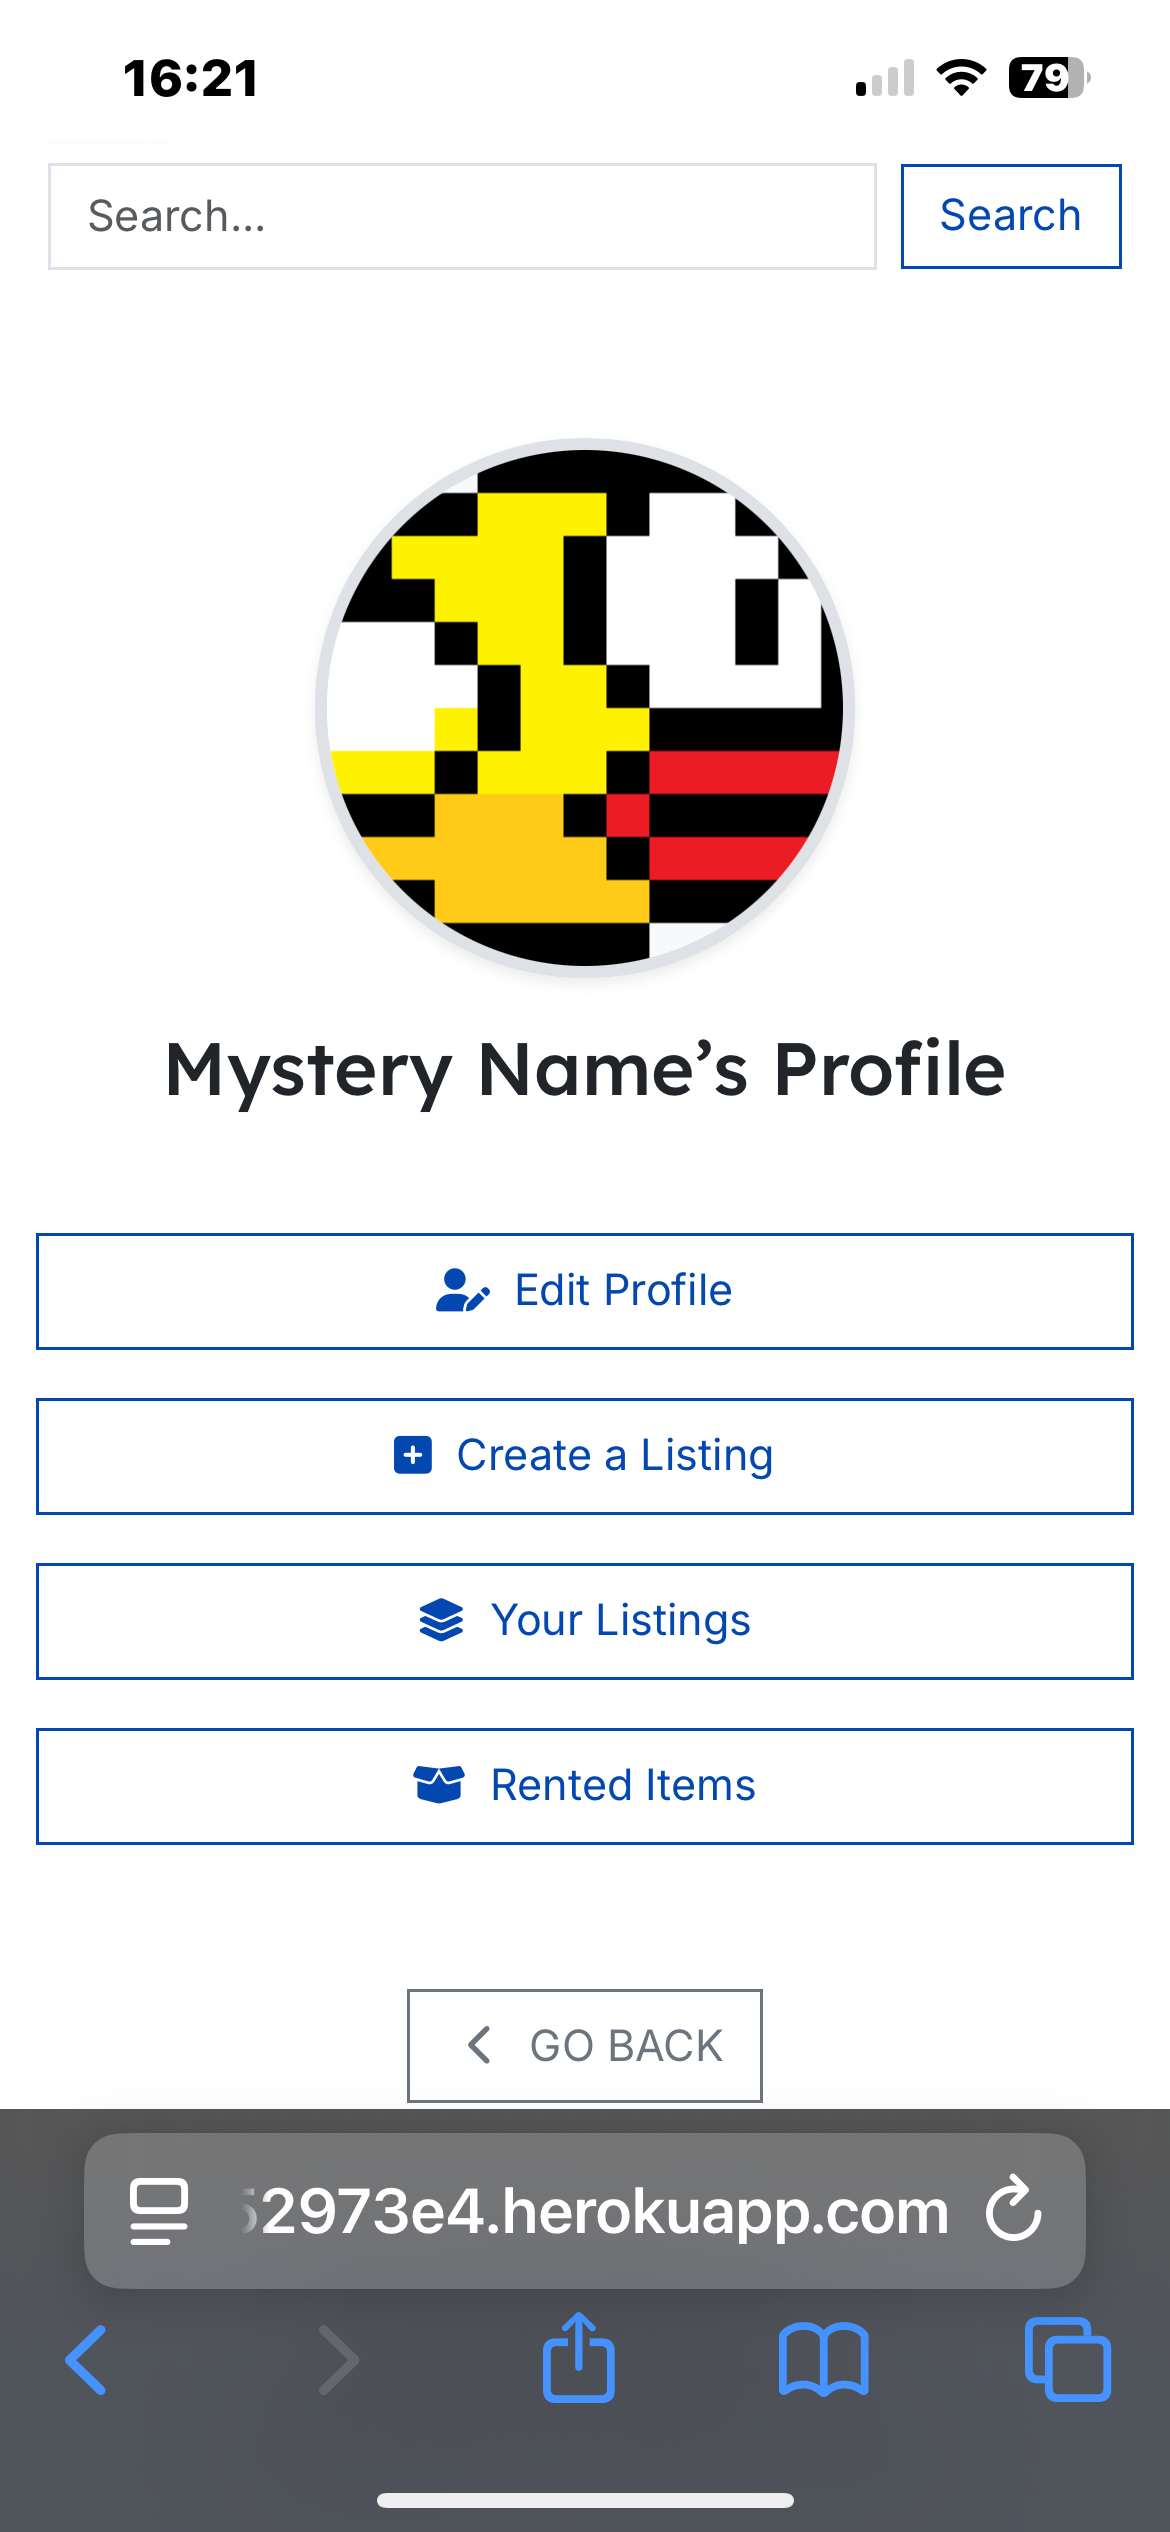 16:21
79
Search...
Search
Mystery Name’s Profile
Edit Profile
Create a Listing
Your Listings
Rented Items
GO BACK
2973e4.herokuapp.com